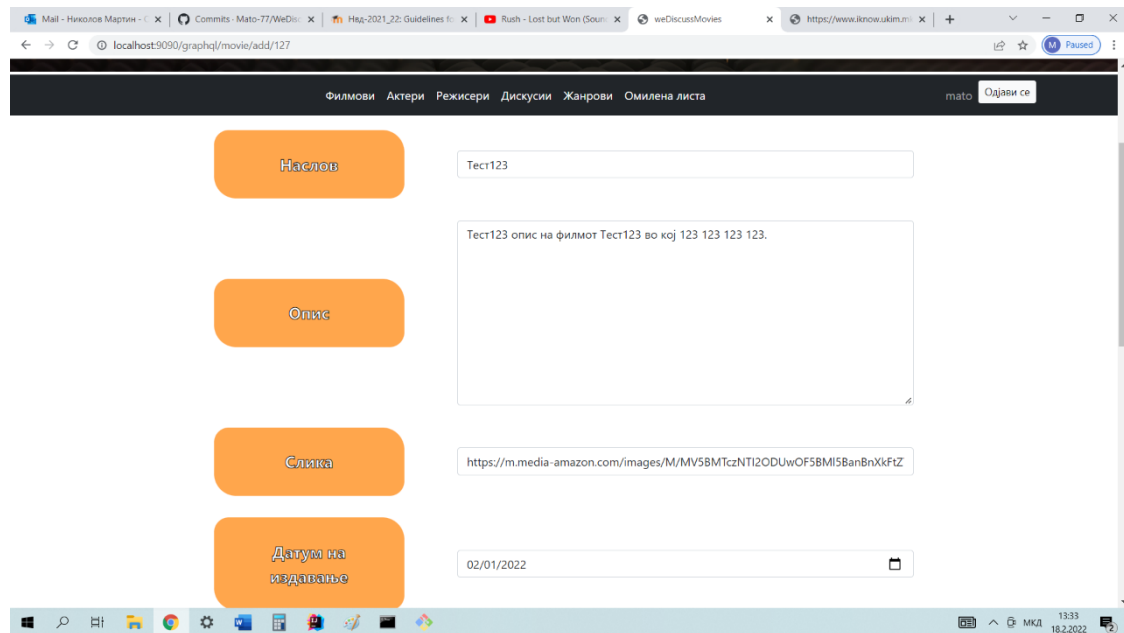 Mail - Николов Мартин - 
Commits · Mato-77/WeDisc
Над-2021_22: Guidelines fo
Rush - Lost but Won (Soun
weDiscussMovies
https://www.iknow.ukim.m
localhost:9090/graphql/movie/add/127
M Paused
Филмови Актери Режисери Дискусии Жанрови Омилена листа mato Одјави се
Наслов
Тест123
Опис
Тест123 опис на филмот Тест123 во кој 123 123 123 123.
Слика
https://m.media-amazon.com/images/M/MV5BMTczNTI2ODUwOF5BMl5BanBnXkFtZ
Датум на
издавање
02/01/2022
МКД
13:33
18.2.2022
2